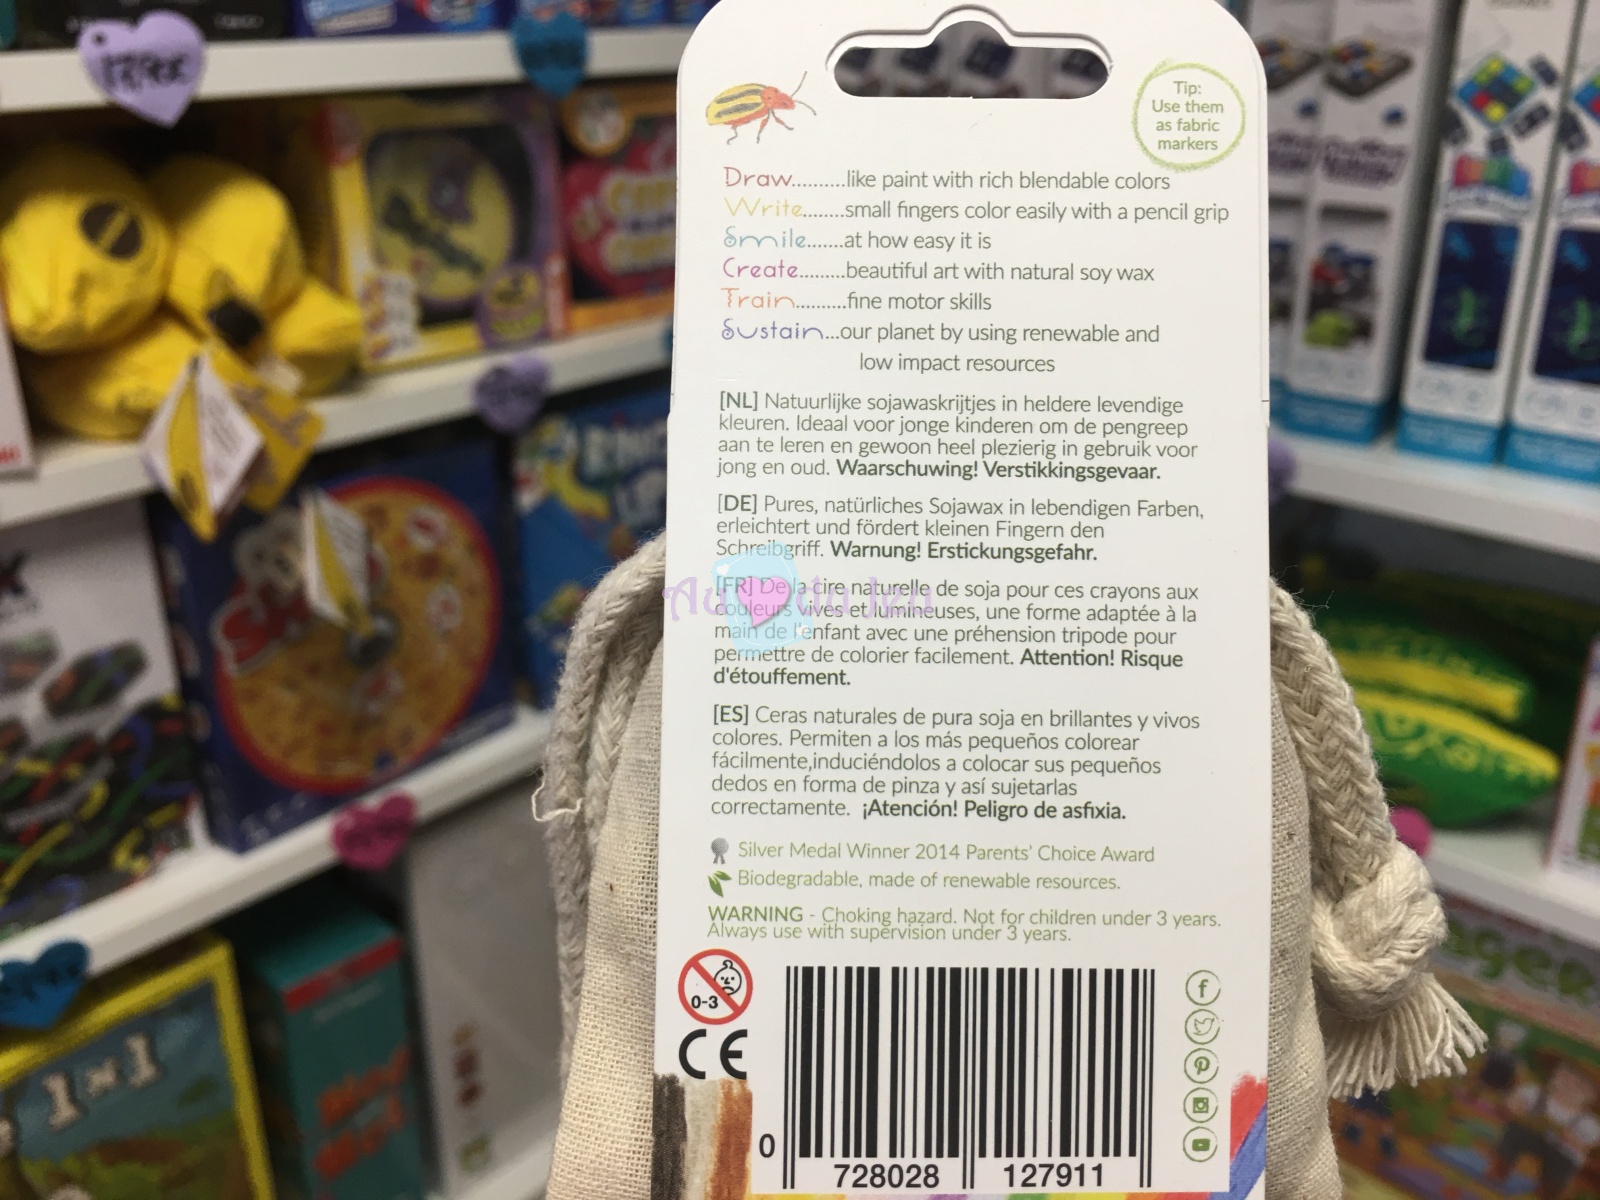 Tip:
Use them
as fabric
markers
Draw..........like paint with rich blendable colors
Write........small fingers color easily with a pencil grip
Smile.......at how easy it is
Create.........beautiful art with natural soy wax
Train..........fine motor skills
Sustain...our planet by using renewable and
low impact resources
[NL] Natuurlijke sojawaskrijtjes in heldere levendige
kleuren. Ideaal voor jonge kinderen om de pengreep
aan te leren en gewoon heel plezierig in gebruik voor
jong en oud. Waarschuwing! Verstikkingsgevaar.
[DE] Pures, natürliches Sojawax in lebendigen Farben,
erleichtert und fördert kleinen Fingern den
Schreibgriff. Warnung! Erstickungsgefahr.
[FR] De la cire naturelle de soja pour ces crayons aux
couleurs vives et lumineuses, une forme adaptée à la
main de l'enfant avec une préhension tripode pour
permettre de colorier facilement. Attention! Risque
d'étouffement.
[ES] Ceras naturales de pura soja en brillantes y vivos
colores. Permiten a los más pequeños colorear
fácilmente,induciéndolos a colocar sus pequeños
dedos en forma de pinza y así sujetarlas
correctamente. ¡Atención! Peligro de asfixia.
Silver Medal Winner 2014 Parents' Choice Award
Biodegradable, made of renewable resources.
WARNING - Choking hazard. Not for children under 3 years.
Always use with supervision under 3 years.
0-3
CE
0 728028 127911